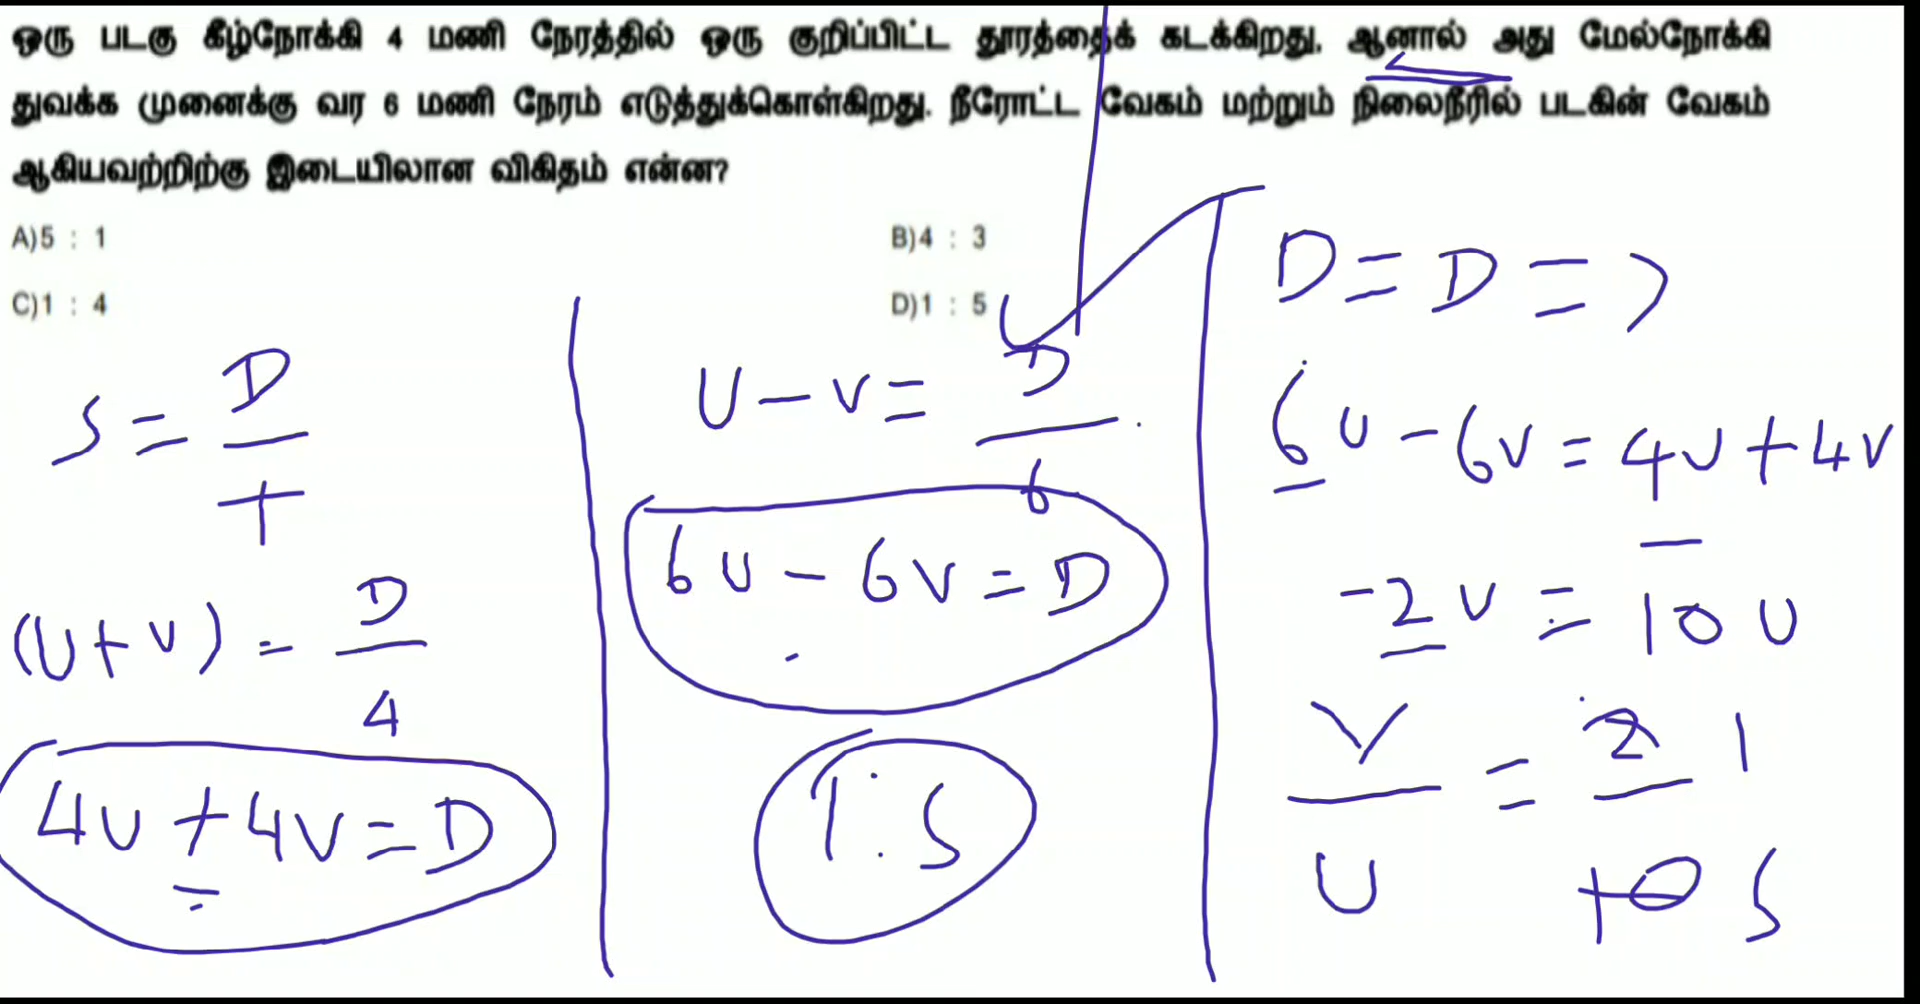 ஒரு படகு கீழ்நோக்கி 4 மணி நேரத்தில் ஒரு குறிப்பிட்ட தூரத்தைக் கடக்கிறது. ஆனால் அது மேல்நோக்கி
துவக்க முனைக்கு வர 6 மணி நேரம் எடுத்துக்கொள்கிறது. நீரோட்ட வேகம் மற்றும் நிலைநீரில் படகின் வேகம்
ஆகியவற்றிற்கு இடையிலான விகிதம் என்ன?
A)5 : 1
B)4 : 3
C)1 : 4
D)1 : 5
S = D
T
(U+V) = D
4
4U + 4V = D
U - V = D
6
6U - 6V = D
1:5
D = D =>
6U - 6V = 4U + 4V
-2V = 10U
V = 2 1
U 10 5